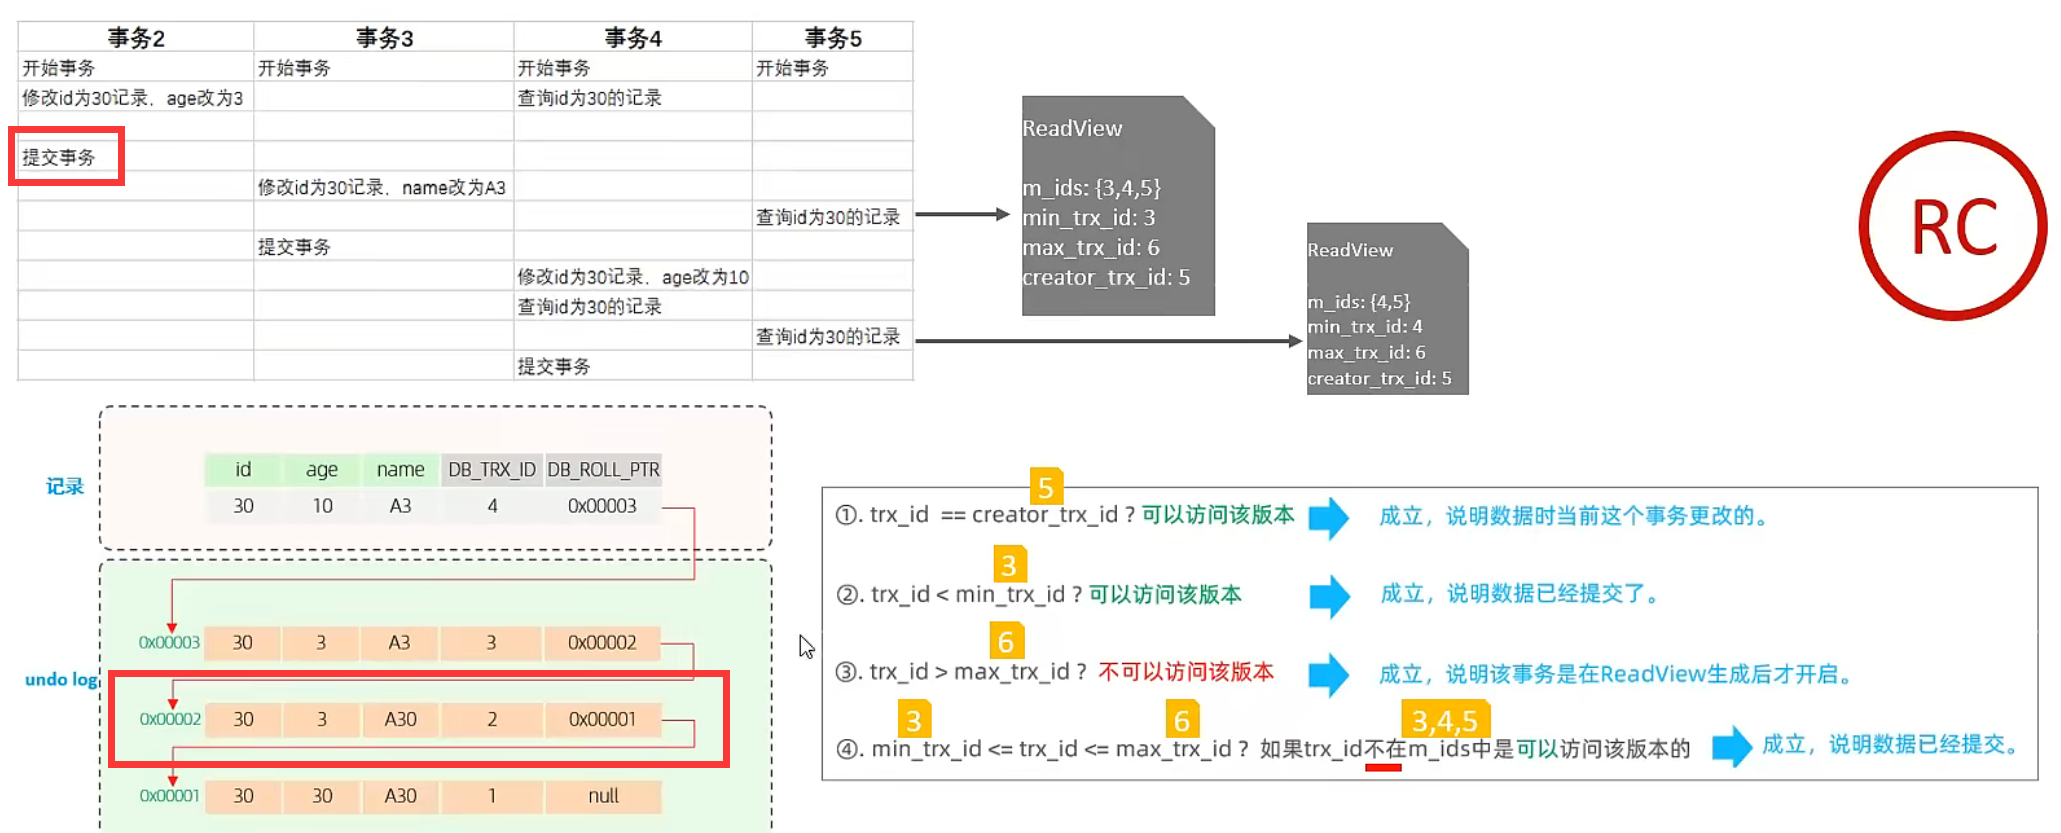 事务2 事务3 事务4 事务5
开始事务 开始事务 开始事务 开始事务
修改id为30记录，age改为3 查询id为30的记录
提交事务
修改id为30记录，name改为A3
查询id为30的记录
提交事务
修改id为30记录，age改为10
查询id为30的记录
查询id为30的记录
提交事务
ReadView
m_ids: {3,4,5}
min_trx_id: 3
max_trx_id: 6
creator_trx_id: 5
ReadView
m_ids: {4,5}
min_trx_id: 4
max_trx_id: 6
creator_trx_id: 5
RC
记录
id age name DB_TRX_ID DB_ROLL_PTR
30 10 A3 4 0x00003
undo log
0x00003 30 3 A3 3 0x00002
0x00002 30 3 A30 2 0x00001
0x00001 30 30 A30 1 null
5
①. trx_id == creator_trx_id ? 可以访问该版本 成立，说明数据时当前这个事务更改的。
3
②. trx_id < min_trx_id ? 可以访问该版本 成立，说明数据已经提交了。
6
③. trx_id > max_trx_id ? 不可以访问该版本 成立，说明该事务是在ReadView生成后才开启。
3 6 3,4,5
④. min_trx_id <= trx_id <= max_trx_id ? 如果trx_id不在m_ids中是可以访问该版本的 成立，说明数据已经提交。